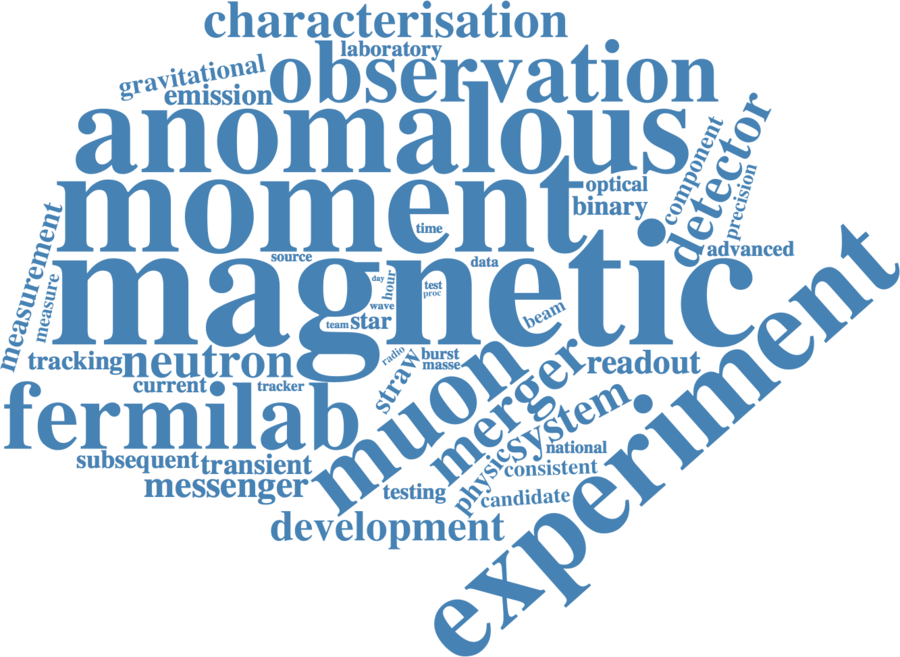 characterisation
laboratory
gravitational
observation
emission
anomalous
component
detector
precision
moment
optical
binary
time
measurement
measure
magnetic
source
data
advanced
day
hour
test
proc
wave
team
star
beam
experiment
tracking
neutron
radio
burst
masse
straw
muon
merger
readout
current
tracker
fermilab
system
subsequent
transient
physic
national
consistent
messenger
testing
candidate
development